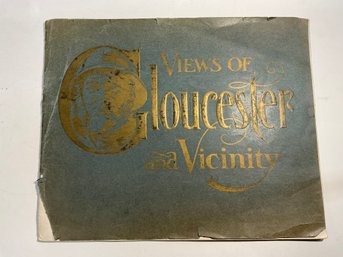 Views of
Gloucester
and Vicinity